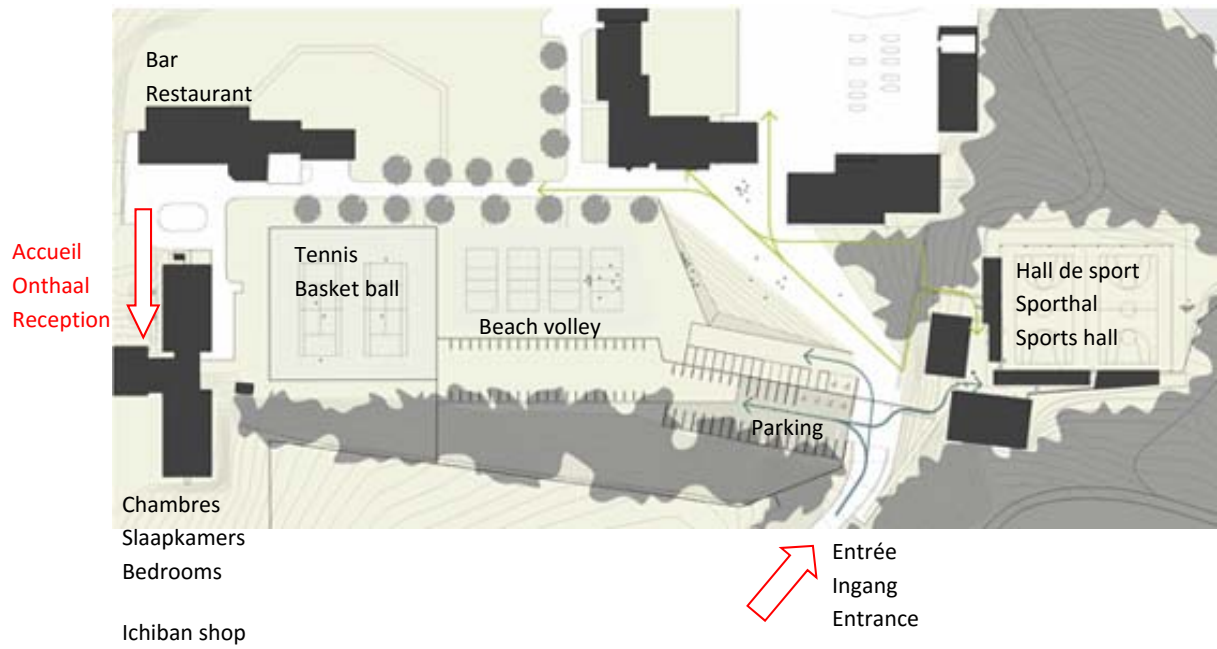 Bar
Restaurant
Accueil
Onthaal
Reception
Tennis
Basket ball
Beach volley
Hall de sport
Sporthal
Sports hall
Parking
Chambres
Slaapkamers
Bedrooms
Ichiban shop
Entrée
Ingang
Entrance